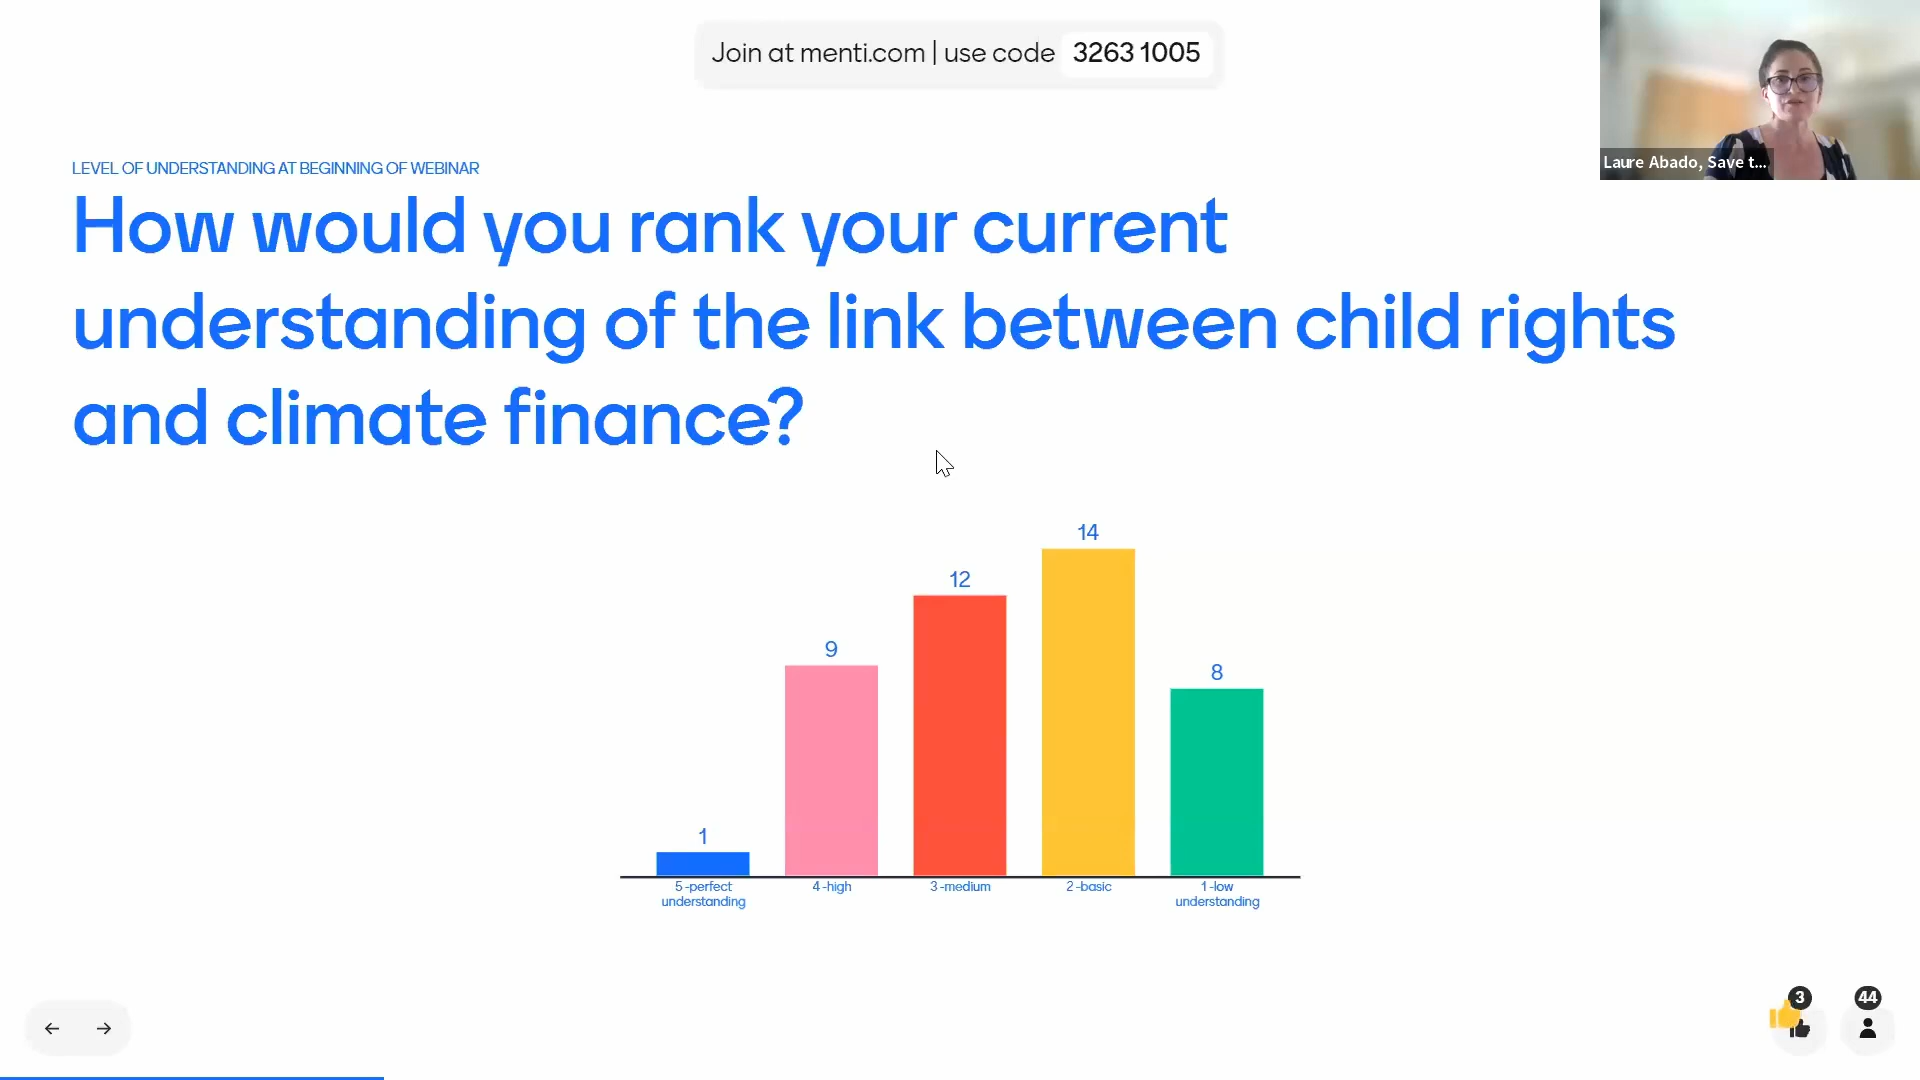 Join at menti.com | use code 3263 1005
Laure Abado, Save t...
LEVEL OF UNDERSTANDING AT BEGINNING OF WEBINAR
How would you rank your current
understanding of the link between child rights
and climate finance?
14
12
9
8
1
5 -perfect understanding
4 -high
3 -medium
2 -basic
1 -low understanding
3
44